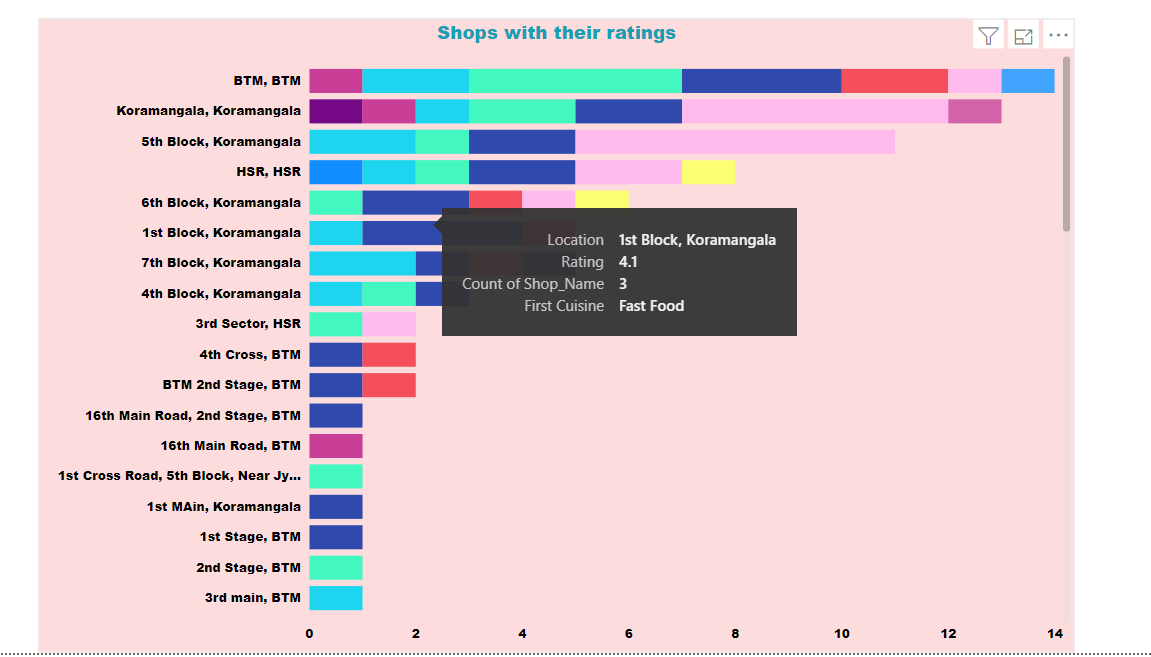 Shops with their ratings
BTM, BTM
Koramangala, Koramangala
5th Block, Koramangala
HSR, HSR
6th Block, Koramangala
1st Block, Koramangala
7th Block, Koramangala
4th Block, Koramangala
3rd Sector, HSR
4th Cross, BTM
BTM 2nd Stage, BTM
16th Main Road, 2nd Stage, BTM
16th Main Road, BTM
1st Cross Road, 5th Block, Near Jy...
1st MAin, Koramangala
1st Stage, BTM
2nd Stage, BTM
3rd main, BTM
Location 1st Block, Koramangala
Rating 4.1
Count of Shop_Name 3
First Cuisine Fast Food
0 2 4 6 8 10 12 14